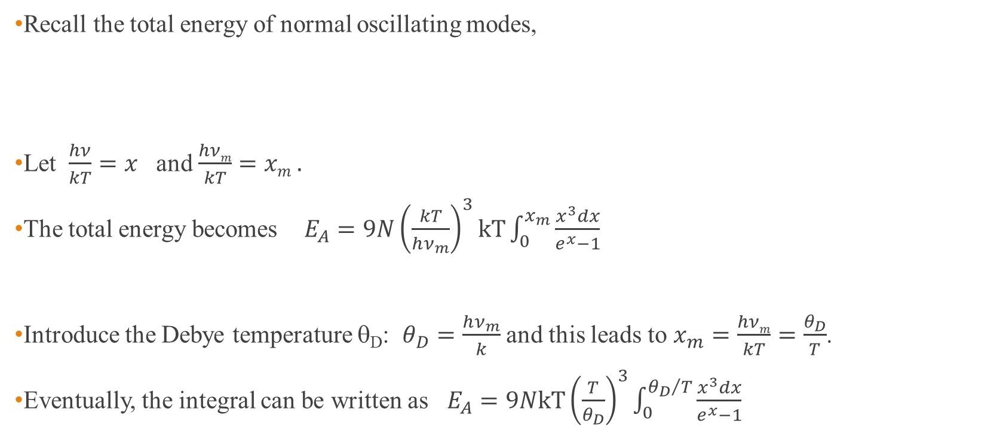 •Recall the total energy of normal oscillating modes,
•Let $\frac{h\nu}{kT} = x$ and $\frac{h\nu_m}{kT} = x_m$ .
•The total energy becomes $E_A = 9N \left(\frac{kT}{h\nu_m}\right)^3 \mathrm{kT} \int_0^{x_m} \frac{x^3 dx}{e^x - 1}$
•Introduce the Debye temperature θ_D: $\theta_D = \frac{h\nu_m}{k}$ and this leads to $x_m = \frac{h\nu_m}{kT} = \frac{\theta_D}{T}$.
•Eventually, the integral can be written as $E_A = 9N\mathrm{kT} \left(\frac{T}{\theta_D}\right)^3 \int_0^{\theta_D/T} \frac{x^3 dx}{e^x - 1}$